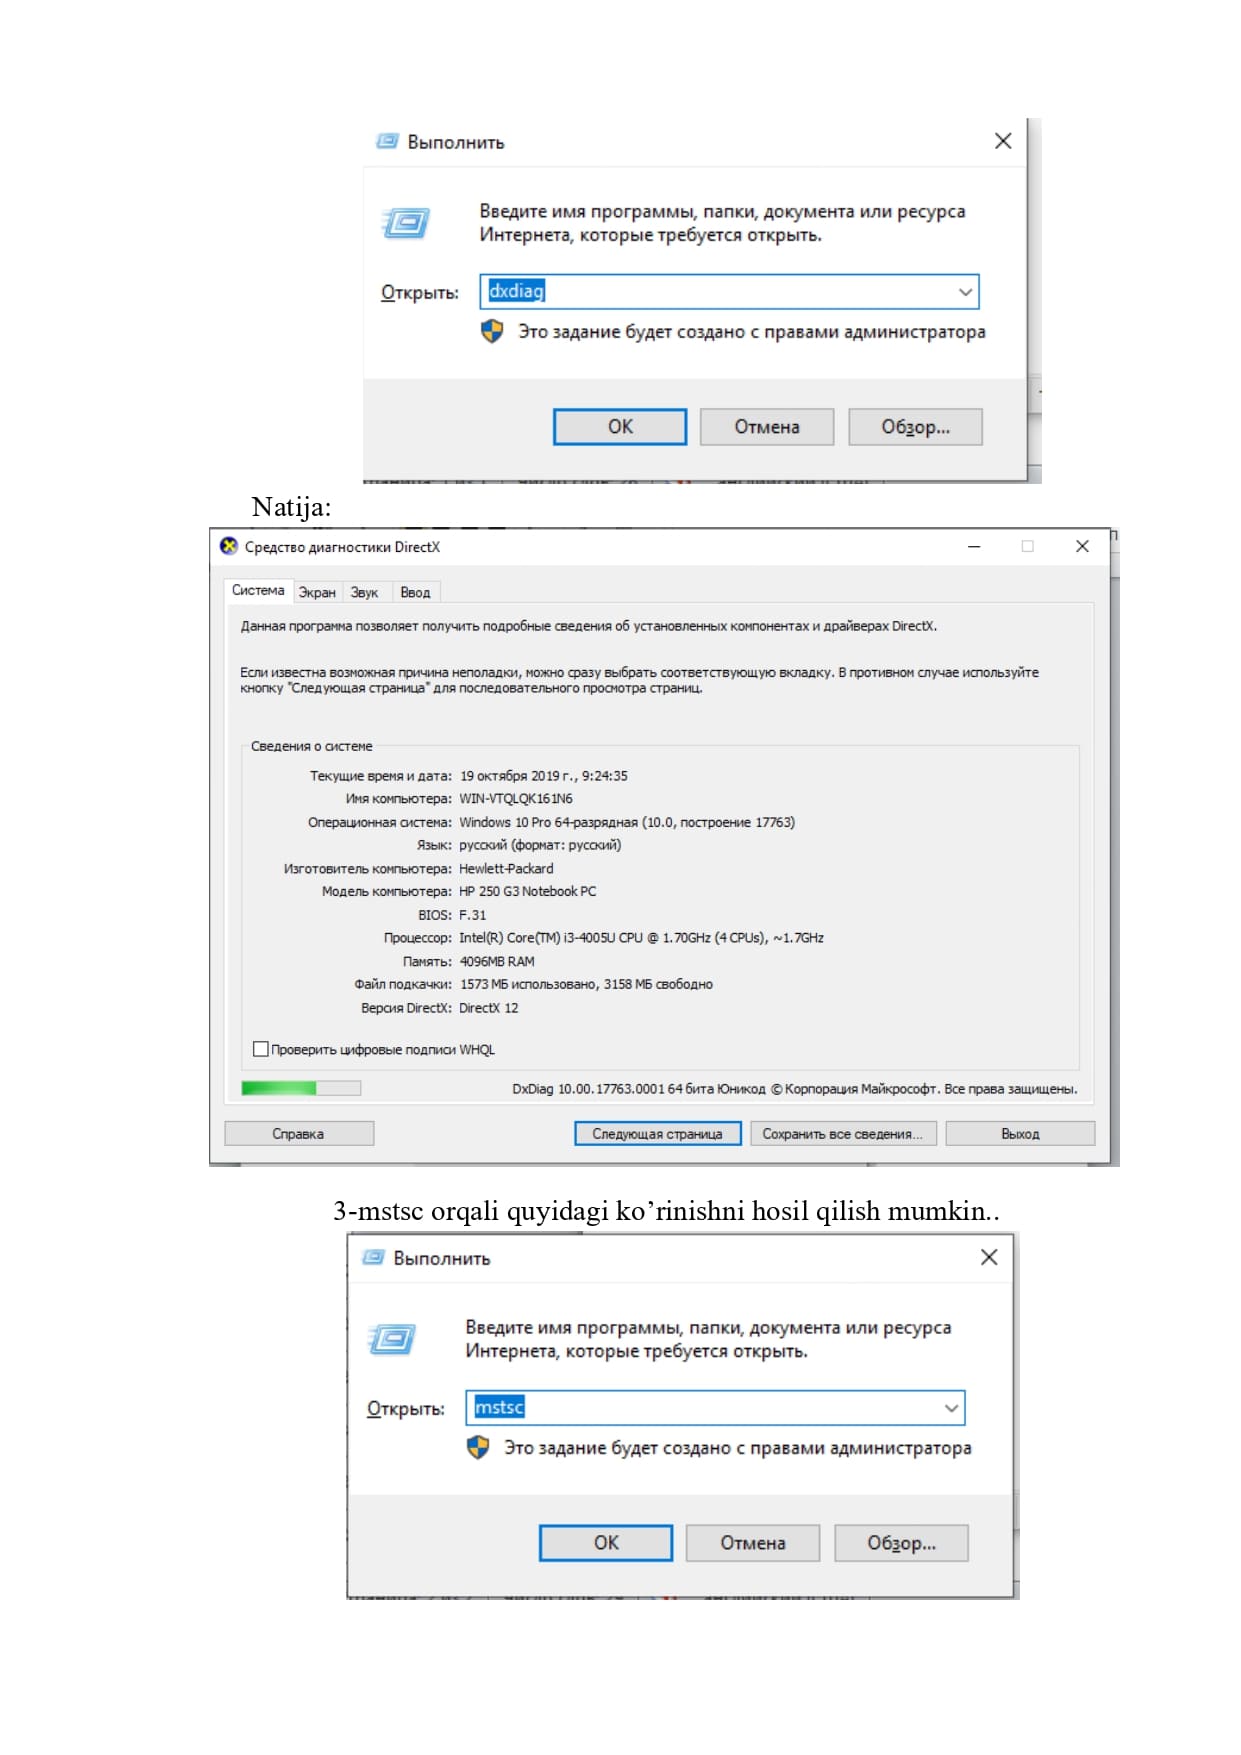 Выполнить
Введите имя программы, папки, документа или ресурса
Интернета, которые требуется открыть.
Открыть: dxdiag
Это задание будет создано с правами администратора
ОК Отмена Обзор...
Natija:
Средство диагностики DirectX
Система Экран Звук Ввод
Данная программа позволяет получить подробные сведения об установленных компонентах и драйверах DirectX.
Если известна возможная причина неполадки, можно сразу выбрать соответствующую вкладку. В противном случае используйте
кнопку "Следующая страница" для последовательного просмотра страниц.
Сведения о системе
Текущие время и дата: 19 октября 2019 г., 9:24:35
Имя компьютера: WIN-VTQLQK161N6
Операционная система: Windows 10 Pro 64-разрядная (10.0, построение 17763)
Язык: русский (формат: русский)
Изготовитель компьютера: Hewlett-Packard
Модель компьютера: HP 250 G3 Notebook PC
BIOS: F.31
Процессор: Intel(R) Core(TM) i3-4005U CPU @ 1.70GHz (4 CPUs), ~1.7GHz
Память: 4096MB RAM
Файл подкачки: 1573 МБ использовано, 3158 МБ свободно
Версия DirectX: DirectX 12
Проверить цифровые подписи WHQL
DxDiag 10.00.17763.0001 64 бита Юникод © Корпорация Майкрософт. Все права защищены.
Справка Следующая страница Сохранить все сведения... Выход
3-mstsc orqali quyidagi ko’rinishni hosil qilish mumkin..
Выполнить
Введите имя программы, папки, документа или ресурса
Интернета, которые требуется открыть.
Открыть: mstsc
Это задание будет создано с правами администратора
ОК Отмена Обзор...